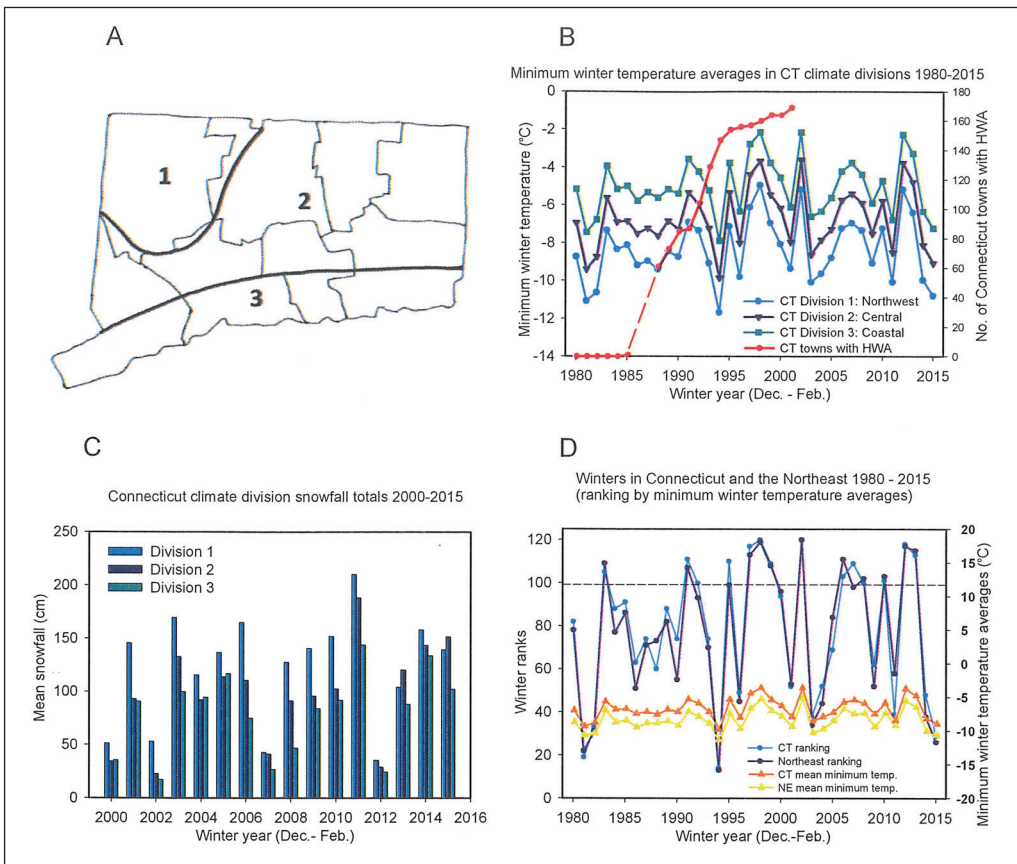 A
1
2
3
B
Minimum winter temperature averages in CT climate divisions 1980-2015
Minimum winter temperature (°C)
0
-2
-4
-6
-8
-10
-12
-14
180
160
140
120
100
80
60
40
20
0
No. of Connecticut towns with HWA
CT Division 1: Northwest
CT Division 2: Central
CT Division 3: Coastal
CT towns with HWA
1980 1985 1990 1995 2000 2005 2010 2015
Winter year (Dec. - Feb.)
C
Connecticut climate division snowfall totals 2000-2015
Mean snowfall (cm)
250
200
150
100
50
0
Division 1
Division 2
Division 3
2000 2002 2004 2006 2008 2010 2012 2014 2016
Winter year (Dec.- Feb.)
D
Winters in Connecticut and the Northeast 1980 - 2015
(ranking by minimum winter temperature averages)
Winter ranks
120
100
80
60
40
20
0
20
15
10
5
0
-5
-10
-15
-20
Minimum winter temperature averages (°C)
CT ranking
Northeast ranking
CT mean minimum temp.
NE mean minimum temp.
1980 1985 1990 1995 2000 2005 2010 2015
Winter year (Dec.-Feb.)